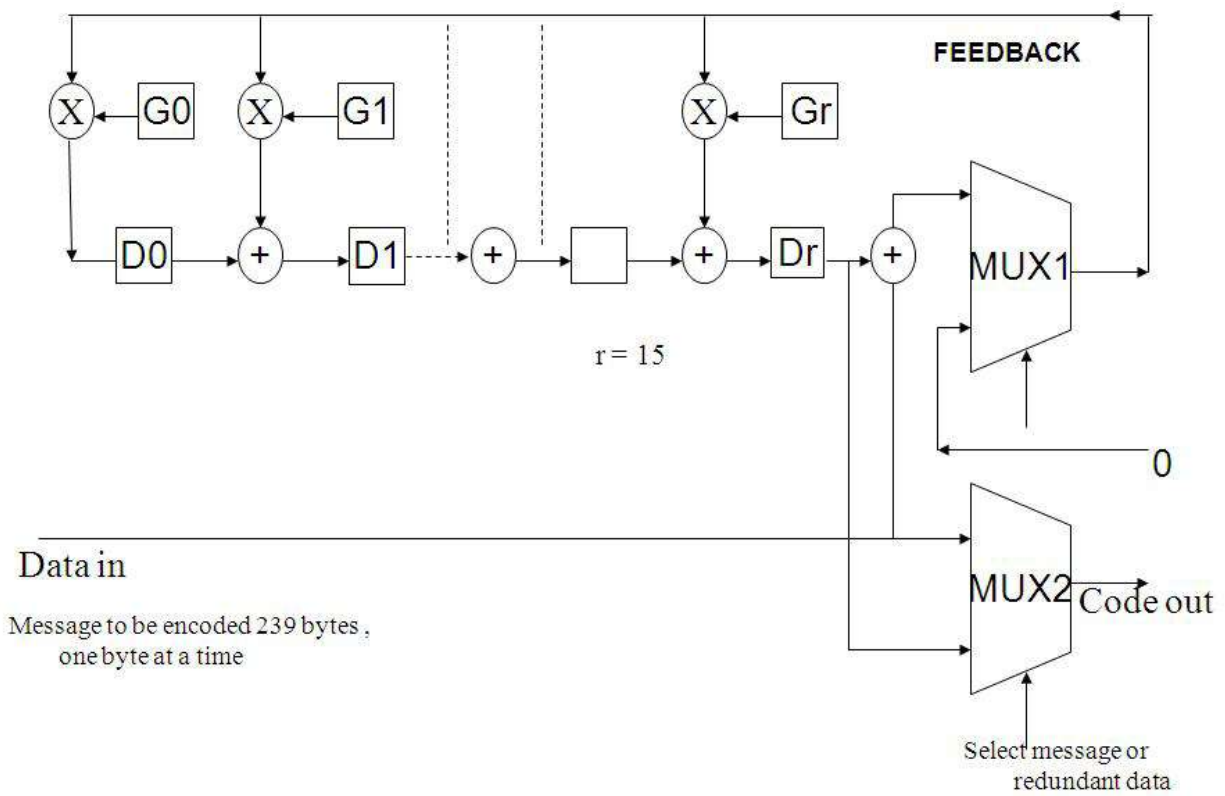 FEEDBACK
X
G0
X
G1
X
Gr
D0
+
D1
+
+
Dr
+
MUX1
r = 15
0
Data in
MUX2
Code out
Message to be encoded 239 bytes ,
one byte at a time
Select message or
redundant data